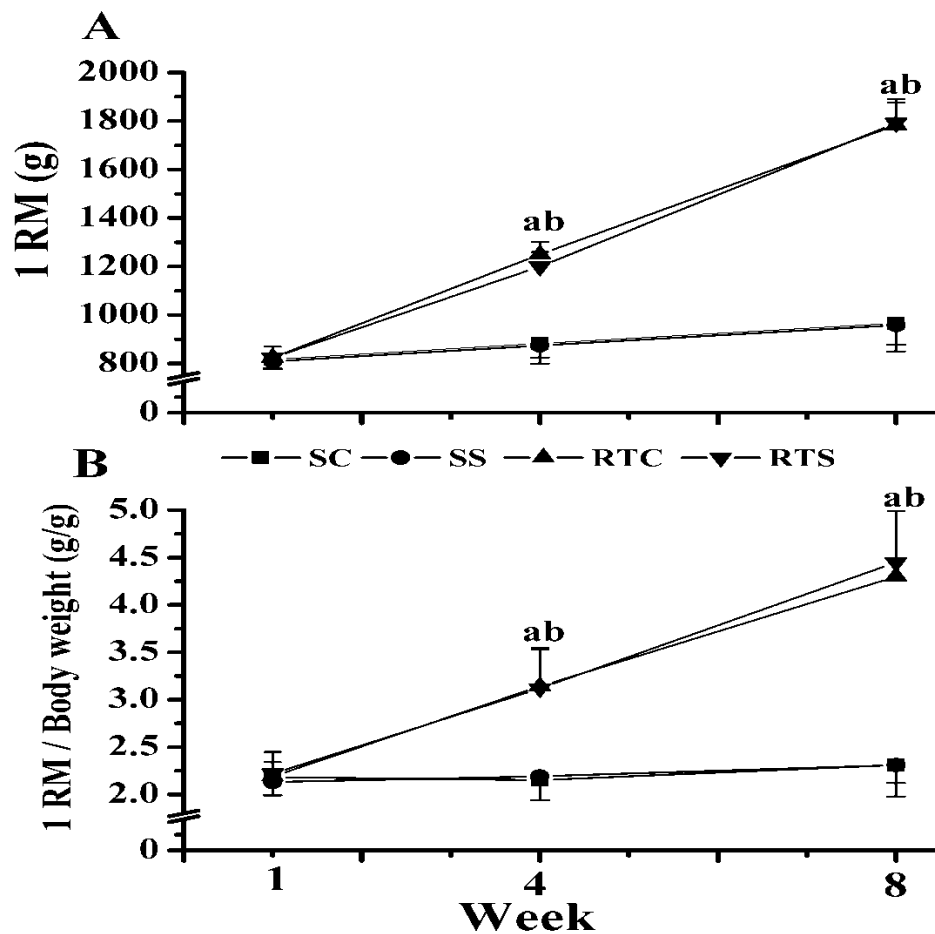 A
2000
1800
1600
1400
1200
1000
800
0
1 RM (g)
ab
ab
B
SC SS RTC RTS
5.0
4.5
4.0
3.5
3.0
2.5
2.0
0
1 RM / Body weight (g/g)
ab
ab
1 4 8
Week